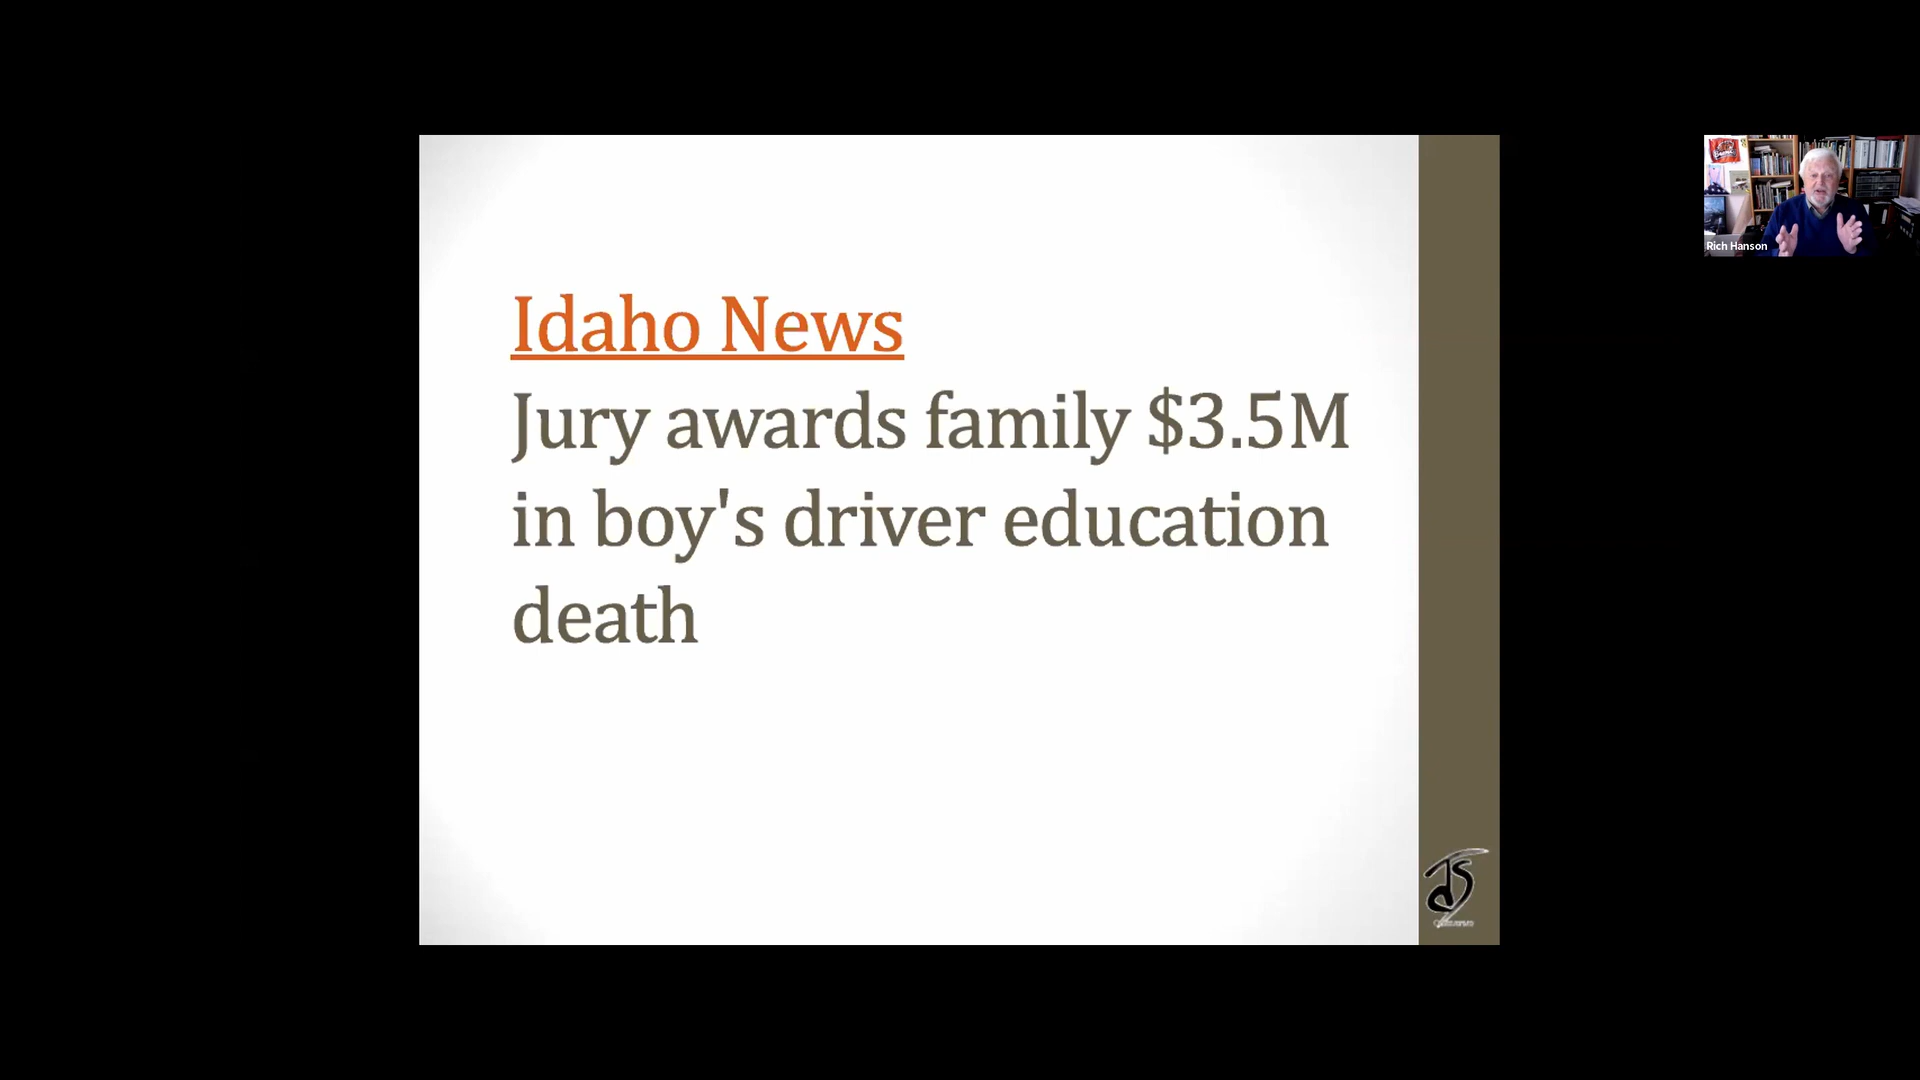 Idaho News
Jury awards family $3.5M
in boy's driver education
death
Rich Hanson